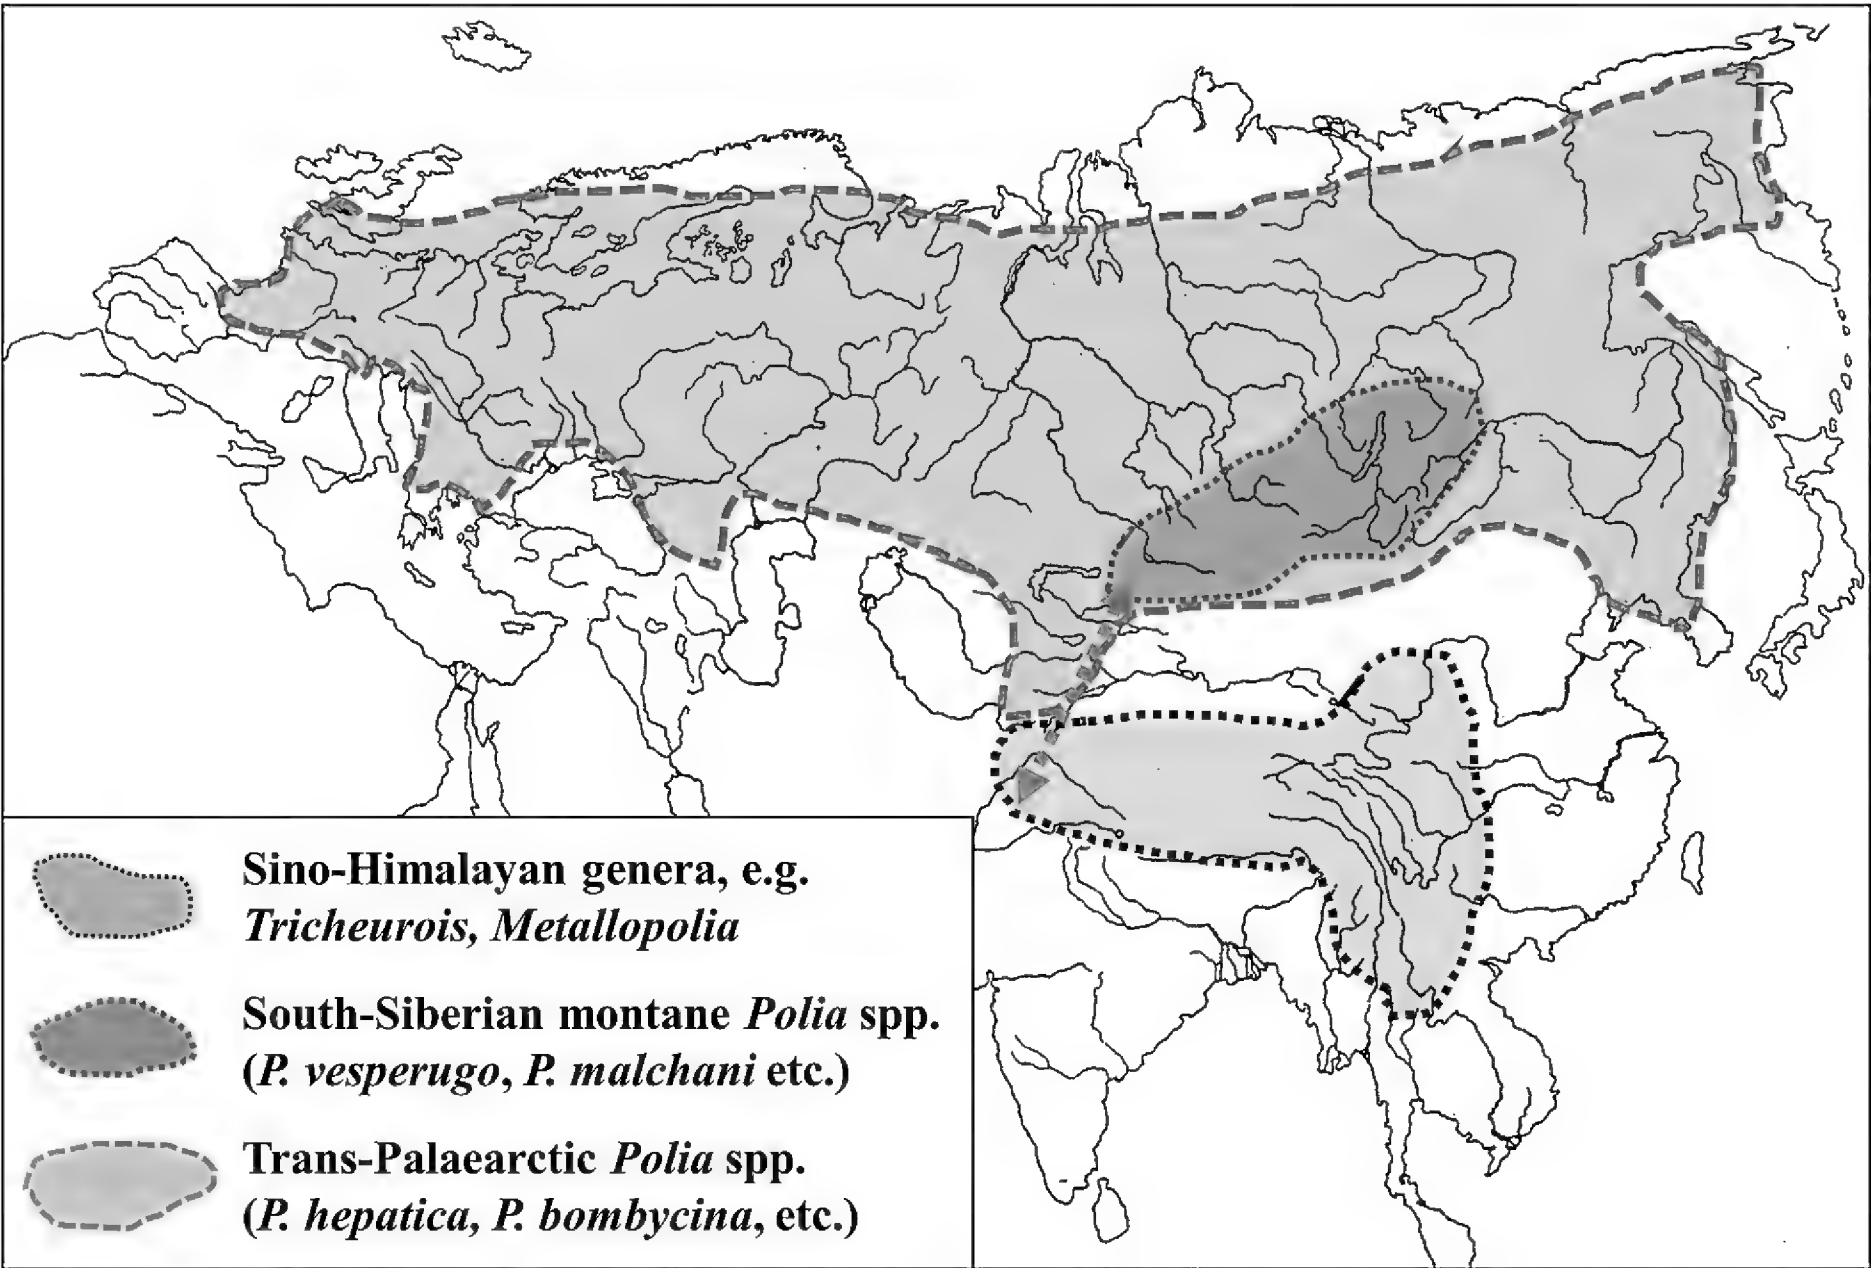 Sino-Himalayan genera, e.g.
Tricheurois, Metallopolia
South-Siberian montane Polia spp.
(P. vesperugo, P. malchani etc.)
Trans-Palaearctic Polia spp.
(P. hepatica, P. bombycina, etc.)